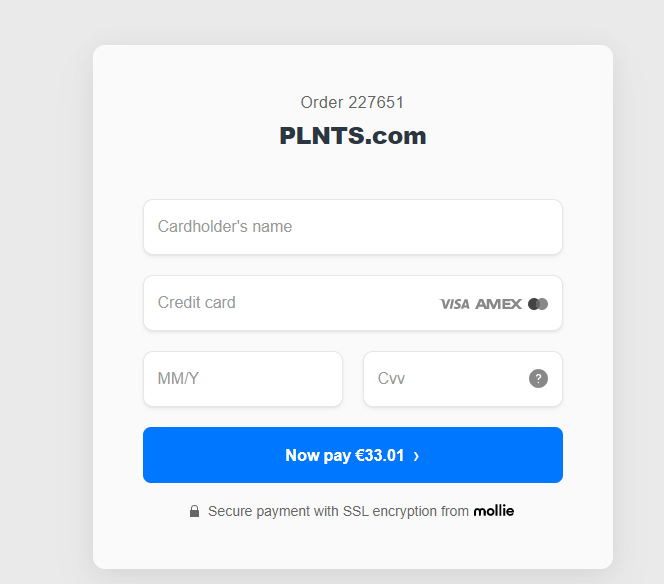 Order 227651
PLNTS.com
Cardholder's name
Credit card VISA AMEX
MM/Y Cvv ?
Now pay €33.01 ›
Secure payment with SSL encryption from mollie